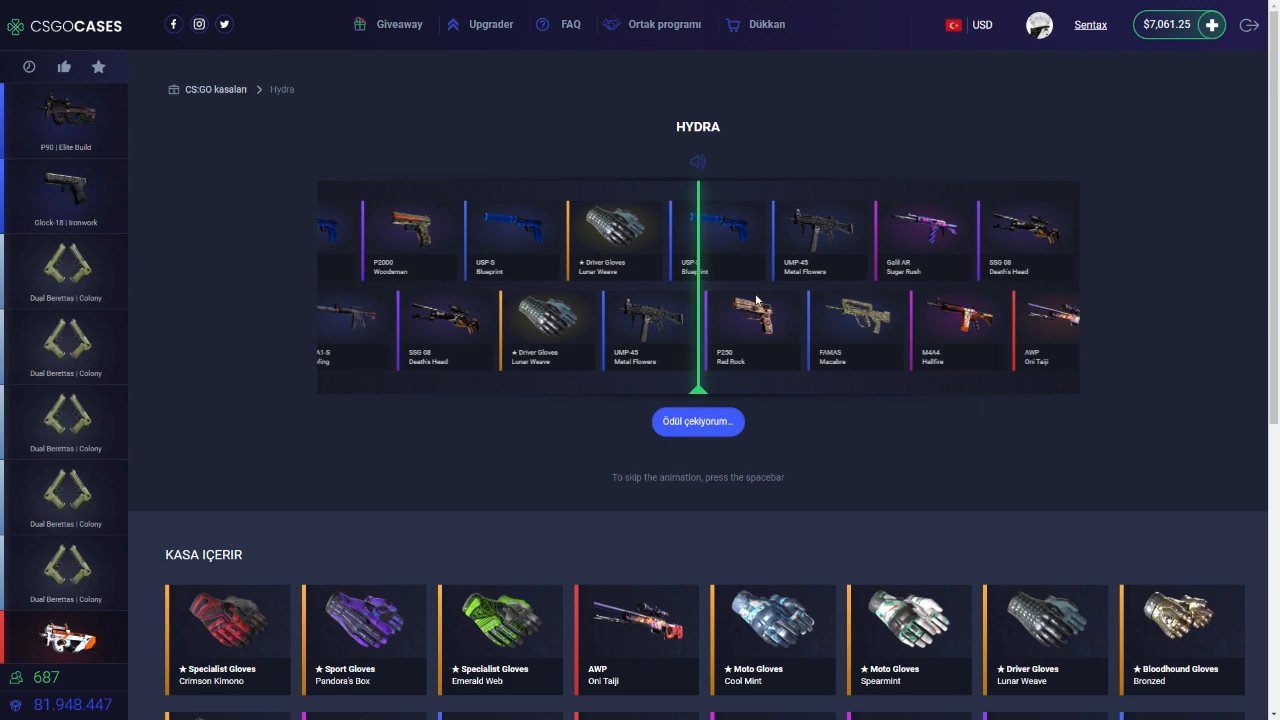 CSGOCASES
Giveaway
Upgrader
FAQ
Ortak programı
Dükkan
USD
Sentax
$7,061.25
CS:GO kasaları
Hydra
P90 | Elite Build
Glock-18 | Ironwork
Dual Berettas | Colony
Dual Berettas | Colony
Dual Berettas | Colony
Dual Berettas | Colony
Dual Berettas | Colony
687
81.948.447
HYDRA
P2000
Woodsman
USP-S
Blueprint
★ Driver Gloves
Lunar Weave
USP-S
Blueprint
UMP-45
Metal Flowers
Galil AR
Sugar Rush
SSG 08
Death's Head
SSG 08
Death's Head
★ Driver Gloves
Lunar Weave
UMP-45
Metal Flowers
P250
Red Rock
FAMAS
Macabre
M4A4
Hellfire
AWP
Oni Taiji
Ödül çekiyorum...
To skip the animation, press the spacebar
KASA IÇERIR
★ Specialist Gloves
Crimson Kimono
★ Sport Gloves
Pandora's Box
★ Specialist Gloves
Emerald Web
AWP
Oni Taiji
★ Moto Gloves
Cool Mint
★ Moto Gloves
Spearmint
★ Driver Gloves
Lunar Weave
★ Bloodhound Gloves
Bronzed